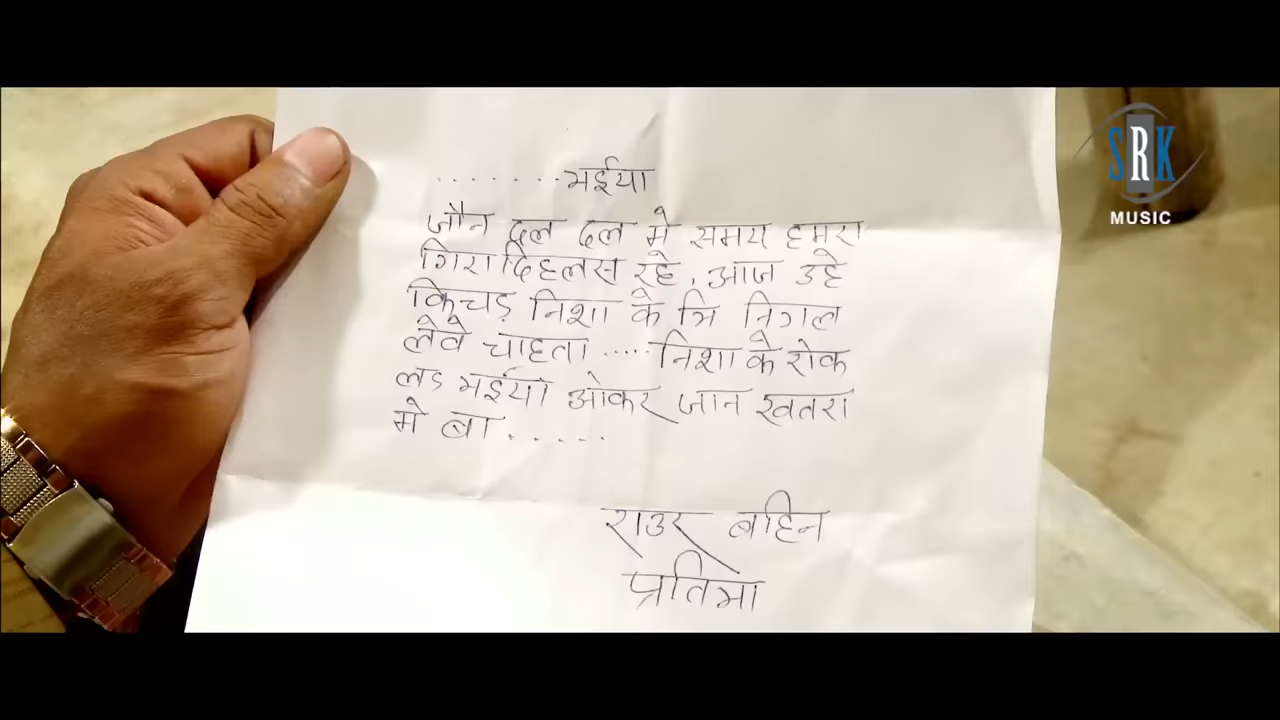 ........भईया
जौन दल दल मे समय हमरा
गिरा दिहलस रहे, आज उहे
किचड़ निशा के भि निगल
लेवे चाहता ..... निशा के रोक
लऽ भईया ओकर जान खतरा
मे बा......
राउर बहिन
प्रतिमा
SRK
MUSIC